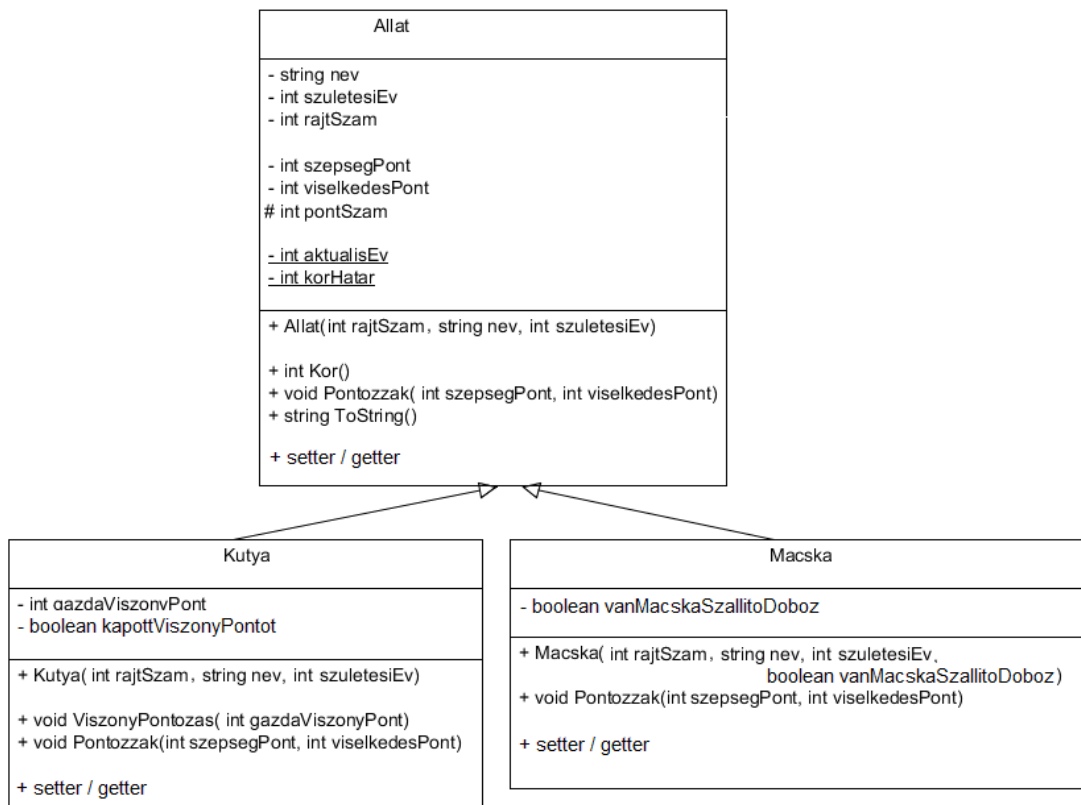 Allat
- string nev
- int szuletesiEv
- int rajtSzam
- int szepsegPont
- int viselkedesPont
# int pontSzam
- int aktualisEv
- int korHatar
+ Allat(int rajtSzam, string nev, int szuletesiEv)
+ int Kor()
+ void Pontozzak( int szepsegPont, int viselkedesPont)
+ string ToString()
+ setter / getter
Kutya
- int gazdaViszonyPont
- boolean kapottViszonyPontot
+ Kutya( int rajtSzam, string nev, int szuletesiEv)
+ void ViszonyPontozas( int gazdaViszonyPont)
+ void Pontozzak(int szepsegPont, int viselkedesPont)
+ setter / getter
Macska
- boolean vanMacskaSzallitoDoboz
+ Macska( int rajtSzam, string nev, int szuletesiEv,
boolean vanMacskaSzallitoDoboz)
+ void Pontozzak(int szepsegPont, int viselkedesPont)
+ setter / getter